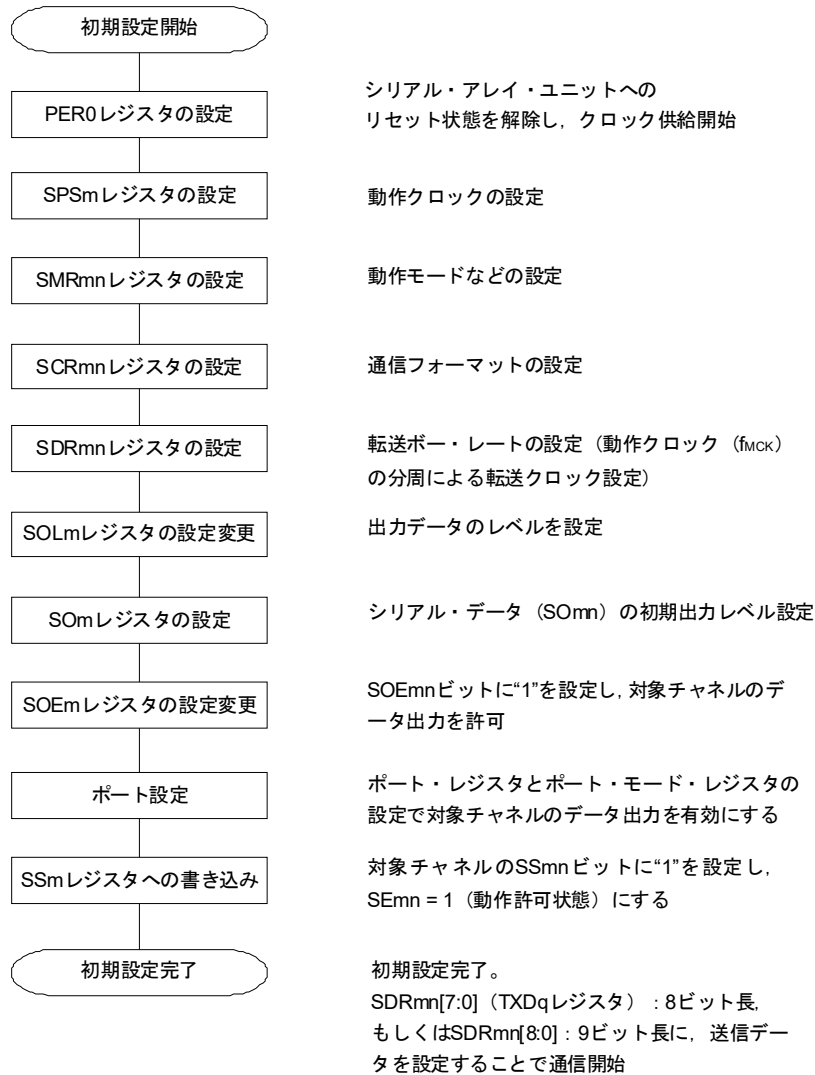 初期設定開始
PER0レジスタの設定
シリアル・アレイ・ユニットへの
リセット状態を解除し，クロック供給開始
SPSmレジスタの設定
動作クロックの設定
SMRmnレジスタの設定
動作モードなどの設定
SCRmnレジスタの設定
通信フォーマットの設定
SDRmnレジスタの設定
転送ボー・レートの設定（動作クロック（fMCK）
の分周による転送クロック設定）
SOLmレジスタの設定変更
出力データのレベルを設定
SOmレジスタの設定
シリアル・データ（SOmn）の初期出力レベル設定
SOEmレジスタの設定変更
SOEmnビットに“1”を設定し，対象チャネルのデ
ータ出力を許可
ポート設定
ポート・レジスタとポート・モード・レジスタの
設定で対象チャネルのデータ出力を有効にする
SSmレジスタへの書き込み
対象チャネルのSSmnビットに“1”を設定し，
SEmn = 1（動作許可状態）にする
初期設定完了
初期設定完了。
SDRmn[7:0]（TXDqレジスタ）：8ビット長，
もしくはSDRmn[8:0]：9ビット長に，送信デー
タを設定することで通信開始